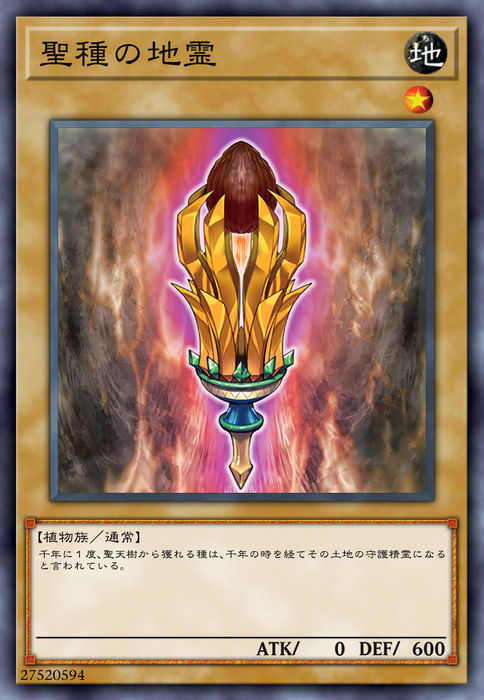 聖種の地霊
ち
地
【植物族／通常】
千年に１度、聖天樹から獲れる種は、千年の時を経てその土地の守護精霊になる
と言われている。
ATK/ 0 DEF/ 600
27520594